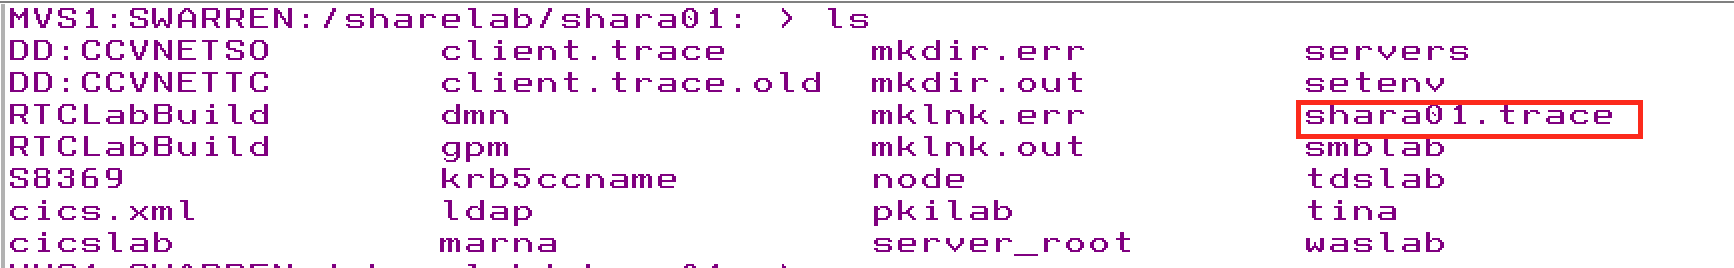 MVS1:SWARREN:/sharelab/shara01: > ls
DD:CCVNETSO client.trace mkdir.err servers
DD:CCVNETTC client.trace.old mkdir.out setenv
RTCLabBuild dmn mklnk.err shara01.trace
RTCLabBuild gpm mklnk.out smblab
S8369 krb5ccname node tdslab
cics.xml ldap pkilab tina
cicslab marna server_root waslab